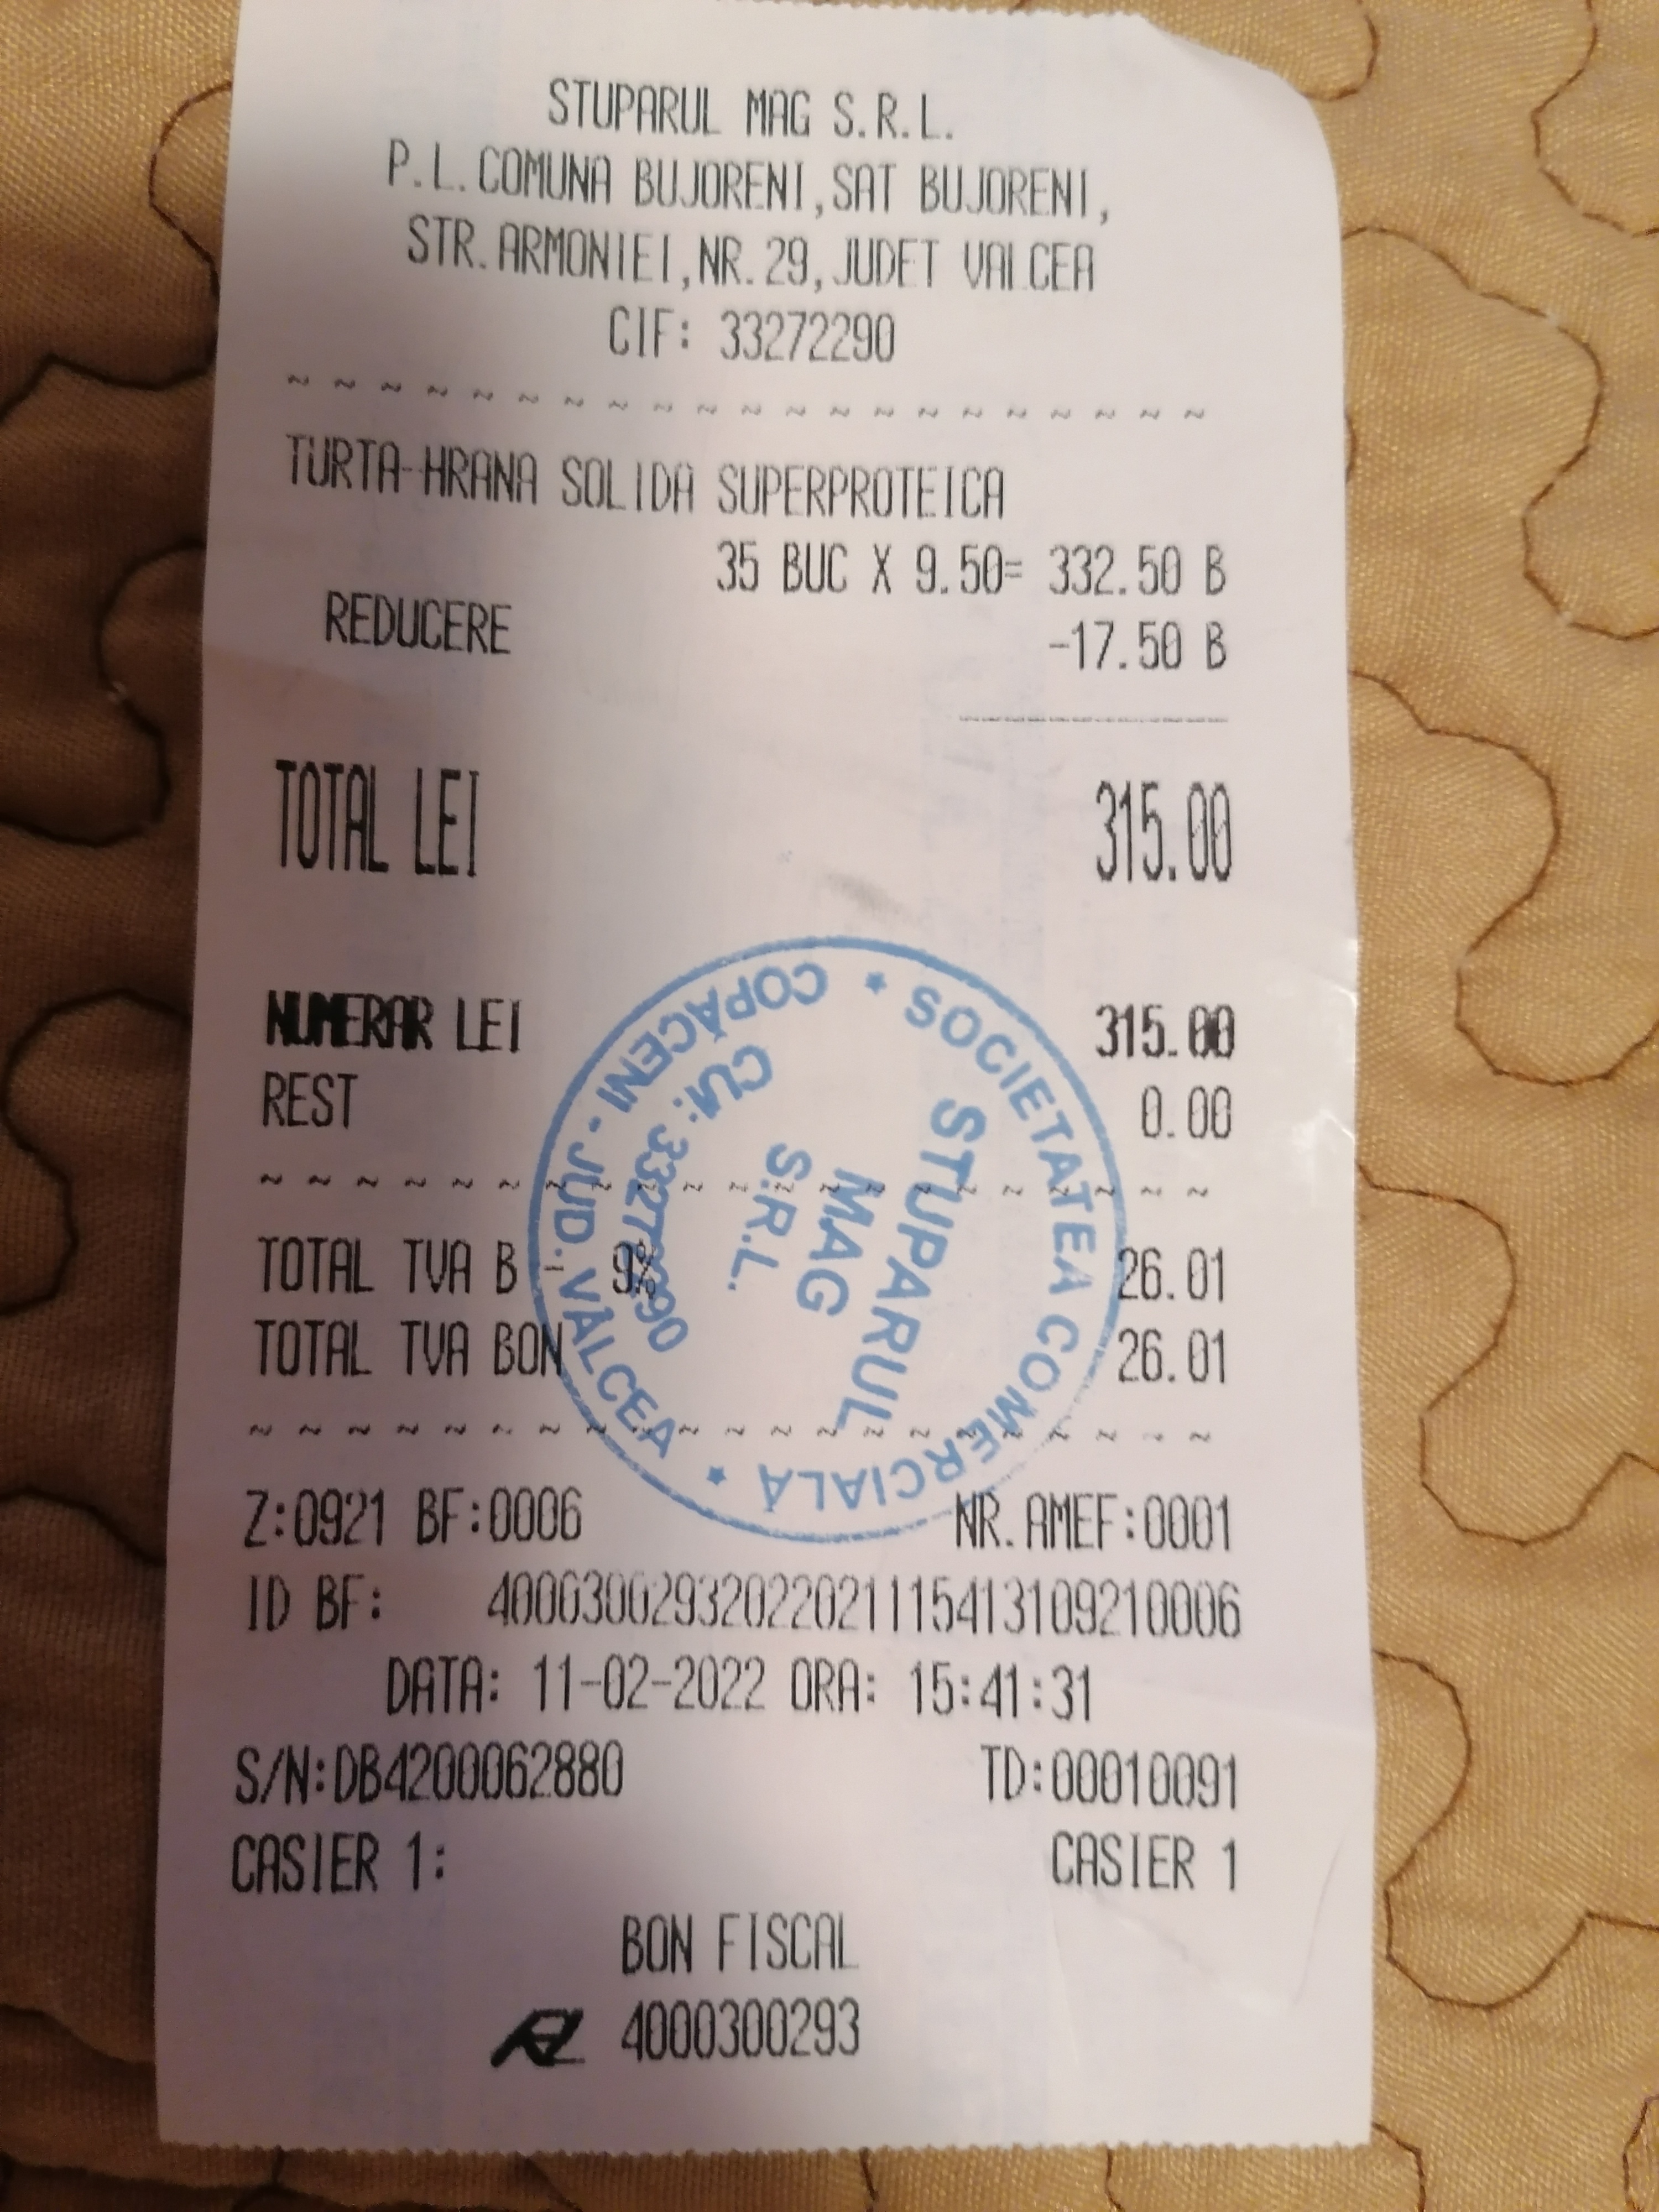 STUPARUL MAG S.R.L.
P.L.COMUNA BUJORENI,SAT BUJORENI,
STR.ARMONIEI,NR.29,JUDET VALCEA
CIF: 33272290
~ ~ ~ ~ ~ ~ ~ ~ ~ ~ ~ ~ ~ ~ ~ ~ ~ ~ ~ ~ ~
TURTA-HRANA SOLIDA SUPERPROTEICA
35 BUC X 9.50= 332.50 B
REDUCERE -17.50 B
TOTAL LEI 315.00
NUMERAR LEI 315.00
REST 0.00
~ ~ ~ ~ ~ ~ ~ ~ ~ ~ ~ ~ ~ ~ ~ ~ ~ ~ ~ ~ ~
TOTAL TVA B - 9% 26.01
TOTAL TVA BON 26.01
~ ~ ~ ~ ~ ~ ~ ~ ~ ~ ~ ~ ~ ~ ~ ~ ~ ~ ~ ~ ~
Z:0921 BF:0006 NR.AMEF:0001
ID BF: 40003002932022021115413109210006
DATA: 11-02-2022 ORA: 15:41:31
S/N:DB4200062880 TD:00010091
CASIER 1: CASIER 1
BON FISCAL
4000300293
SOCIETATEA COMERCIALĂ
STUPARUL
MAG
S.R.L.
CUI: 33272290
COPĂCENI - JUD. VÂLCEA